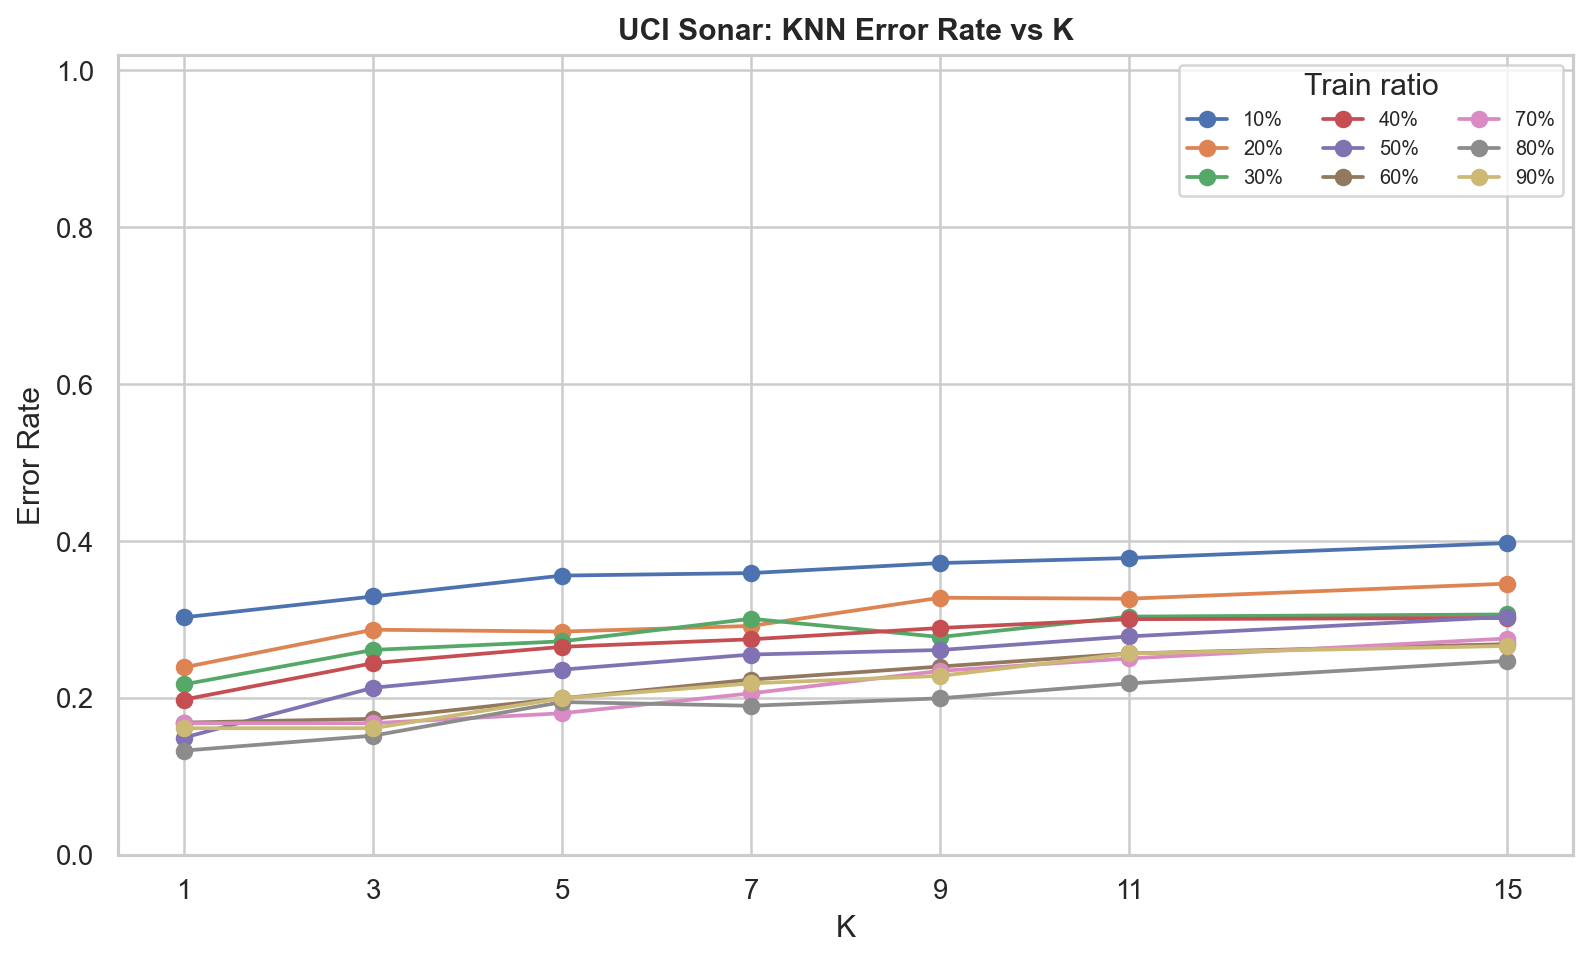 UCI Sonar: KNN Error Rate vs K
Train ratio
10% 40% 70%
20% 50% 80%
30% 60% 90%
1.0
0.8
0.6
0.4
0.2
0.0
Error Rate
1 3 5 7 9 11 15
K